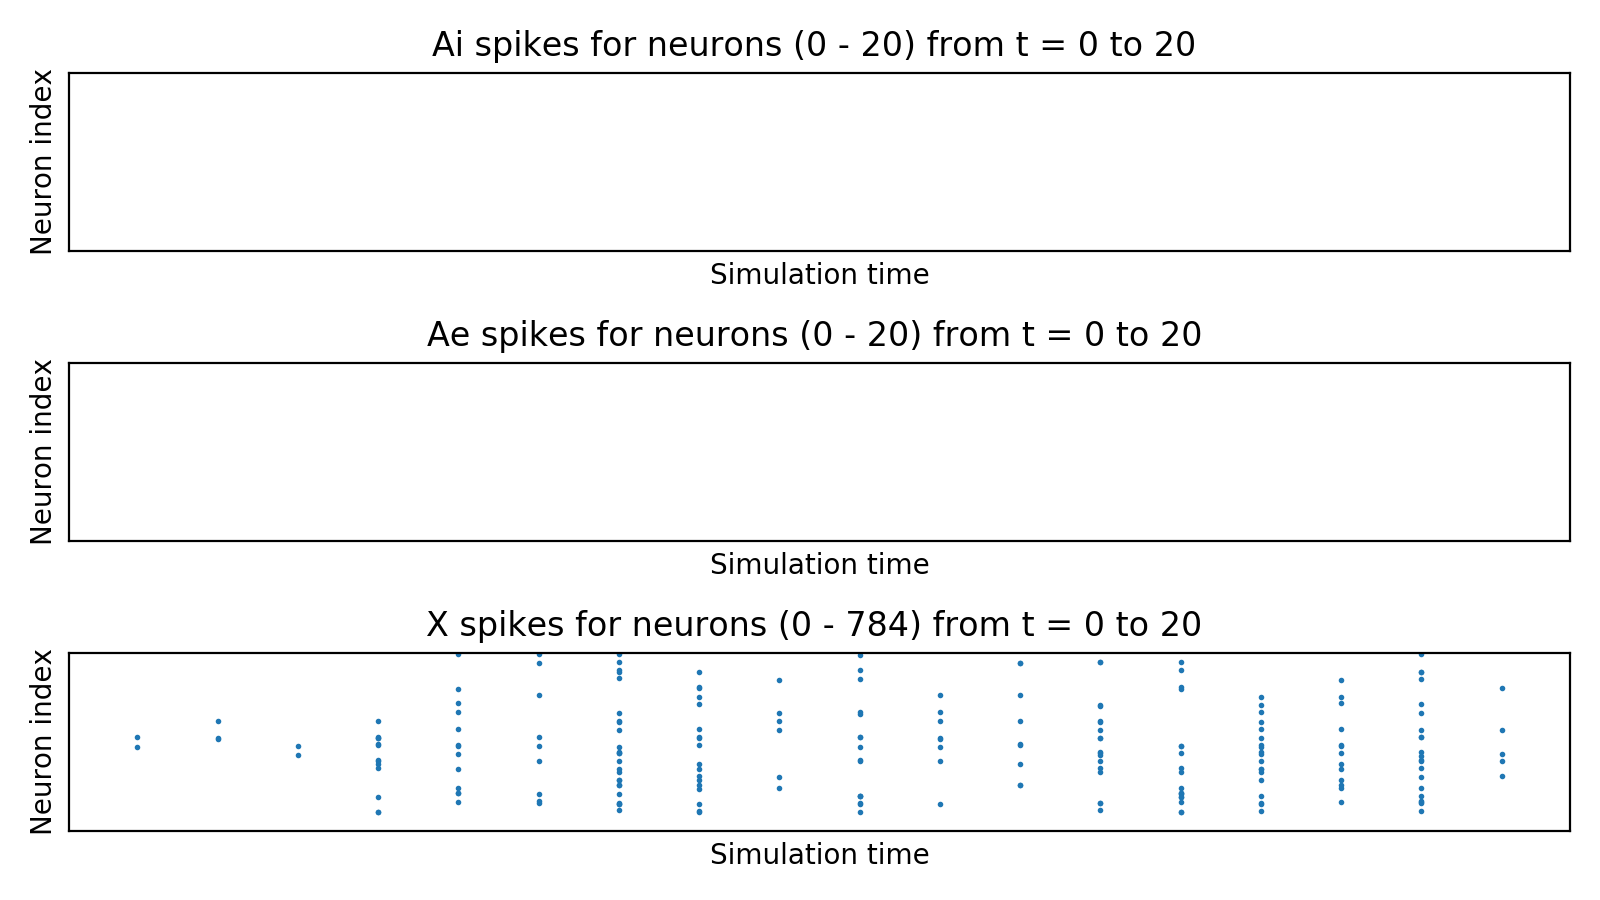 Ai spikes for neurons (0 - 20) from t = 0 to 20
Neuron index
Simulation time
Ae spikes for neurons (0 - 20) from t = 0 to 20
Neuron index
Simulation time
X spikes for neurons (0 - 784) from t = 0 to 20
Neuron index
Simulation time